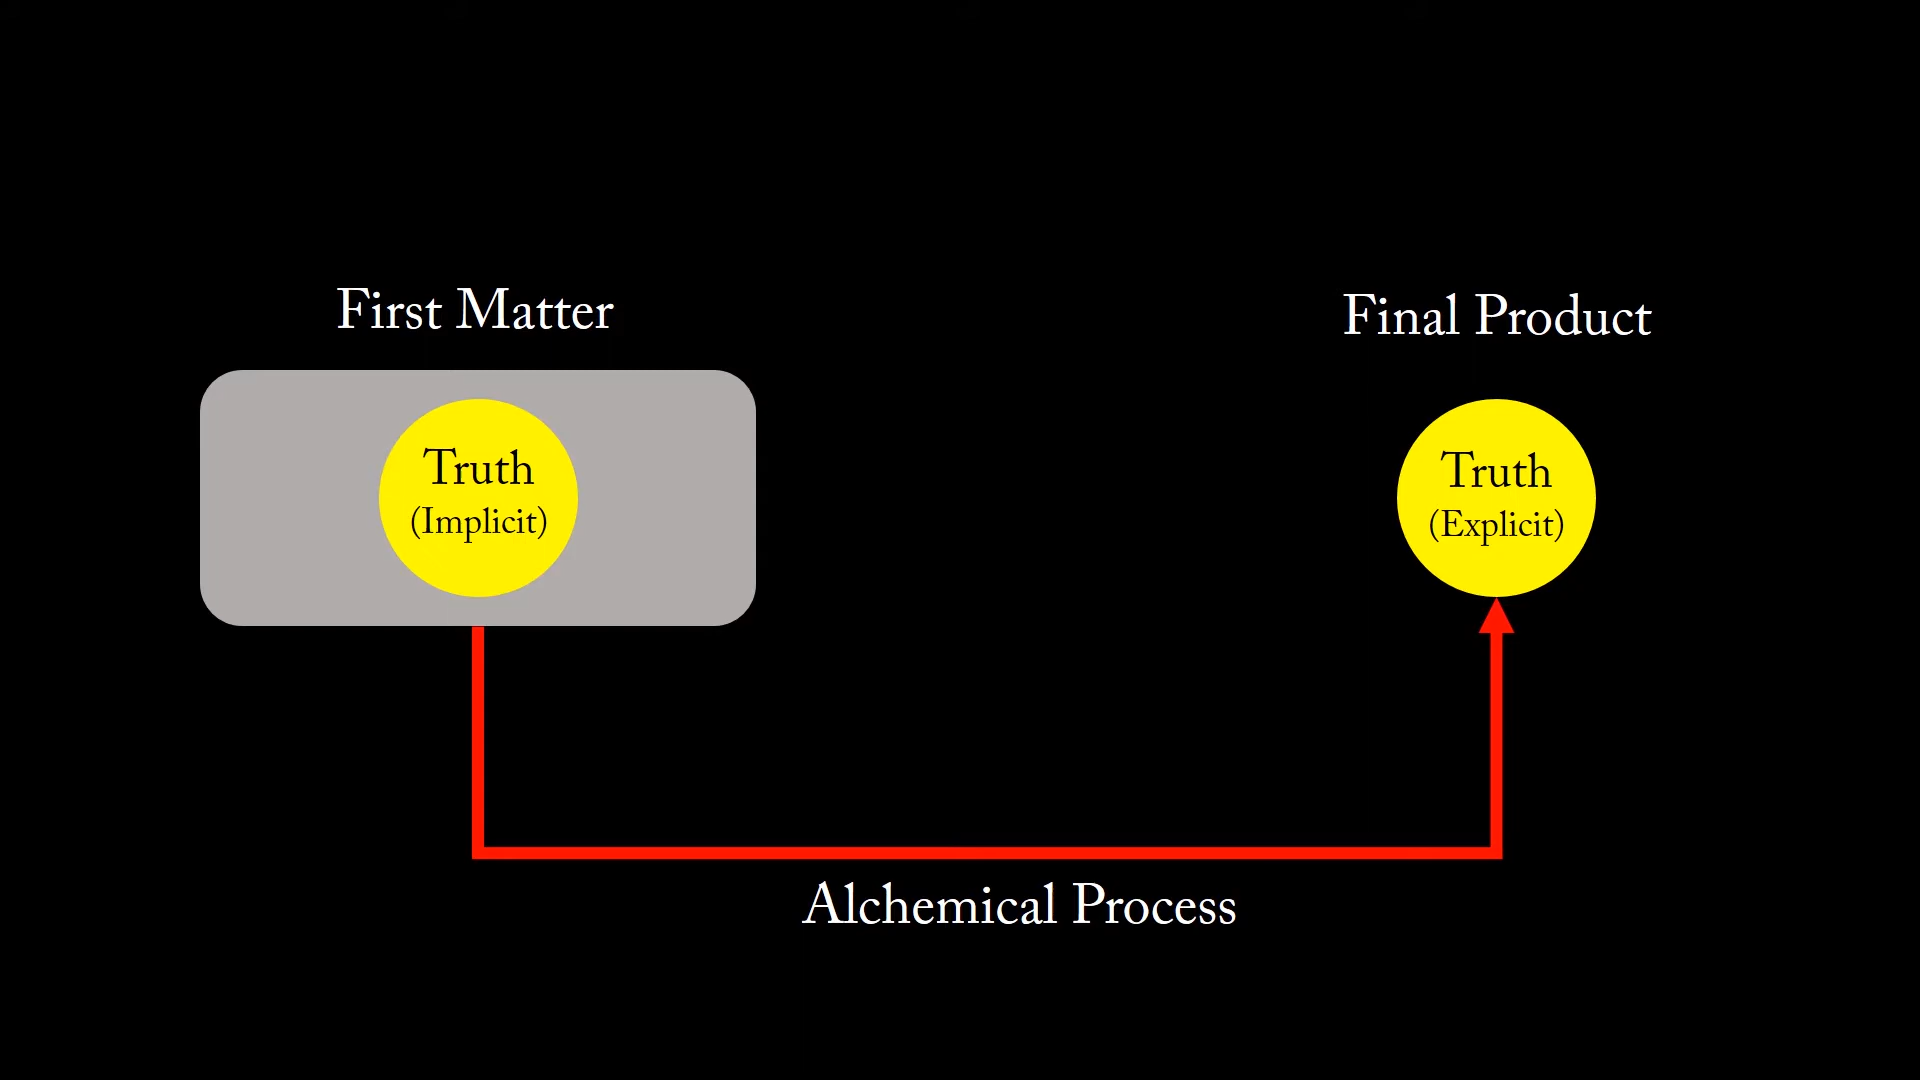 First Matter
Truth
(Implicit)
Final Product
Truth
(Explicit)
Alchemical Process